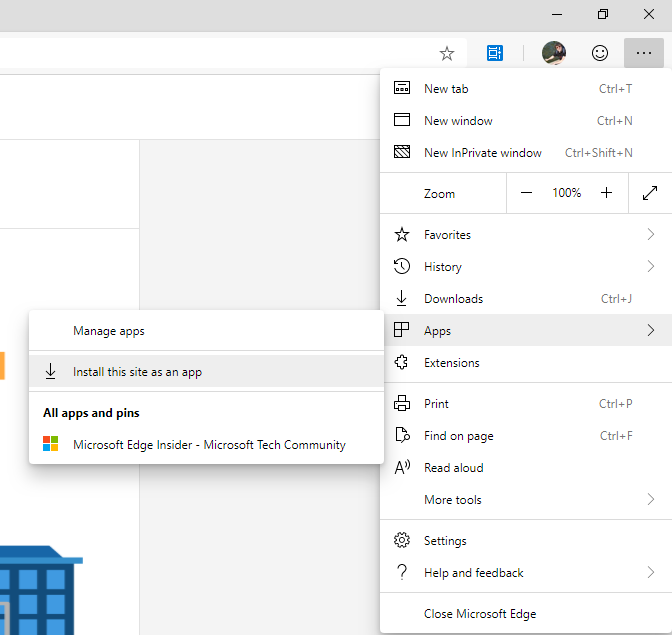 New tab Ctrl+T
New window Ctrl+N
New InPrivate window Ctrl+Shift+N
Zoom 100%
Favorites
History
Downloads Ctrl+J
Apps
Manage apps
Install this site as an app
All apps and pins
Microsoft Edge Insider - Microsoft Tech Community
Extensions
Print Ctrl+P
Find on page Ctrl+F
Read aloud
More tools
Settings
Help and feedback
Close Microsoft Edge